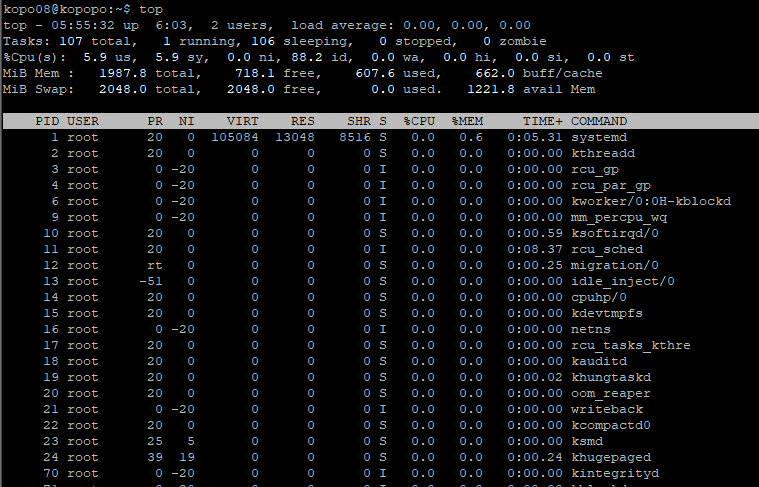 kopo08@kopopo:~$ top
top - 05:55:32 up  6:03,  2 users,  load average: 0.00, 0.00, 0.00
Tasks: 107 total,   1 running, 106 sleeping,   0 stopped,   0 zombie
%Cpu(s):  5.9 us,  5.9 sy,  0.0 ni, 88.2 id,  0.0 wa,  0.0 hi,  0.0 si,  0.0 st
MiB Mem :   1987.8 total,    718.1 free,    607.6 used,    662.0 buff/cache
MiB Swap:   2048.0 total,   2048.0 free,      0.0 used.   1221.8 avail Mem
PID USER      PR  NI    VIRT    RES    SHR S  %CPU  %MEM     TIME+ COMMAND
1 root      20   0  105084  13048   8516 S   0.0   0.6   0:05.31 systemd
2 root      20   0       0      0      0 S   0.0   0.0   0:00.00 kthreadd
3 root       0 -20       0      0      0 I   0.0   0.0   0:00.00 rcu_gp
4 root       0 -20       0      0      0 I   0.0   0.0   0:00.00 rcu_par_gp
6 root       0 -20       0      0      0 I   0.0   0.0   0:00.00 kworker/0:0H-kblockd
9 root       0 -20       0      0      0 I   0.0   0.0   0:00.00 mm_percpu_wq
10 root      20   0       0      0      0 S   0.0   0.0   0:00.59 ksoftirqd/0
11 root      20   0       0      0      0 I   0.0   0.0   0:08.37 rcu_sched
12 root      rt   0       0      0      0 S   0.0   0.0   0:00.25 migration/0
13 root     -51   0       0      0      0 S   0.0   0.0   0:00.00 idle_inject/0
14 root      20   0       0      0      0 S   0.0   0.0   0:00.00 cpuhp/0
15 root      20   0       0      0      0 S   0.0   0.0   0:00.00 kdevtmpfs
16 root       0 -20       0      0      0 I   0.0   0.0   0:00.00 netns
17 root      20   0       0      0      0 S   0.0   0.0   0:00.00 rcu_tasks_kthre
18 root      20   0       0      0      0 S   0.0   0.0   0:00.00 kauditd
19 root      20   0       0      0      0 S   0.0   0.0   0:00.02 khungtaskd
20 root      20   0       0      0      0 S   0.0   0.0   0:00.00 oom_reaper
21 root       0 -20       0      0      0 I   0.0   0.0   0:00.00 writeback
22 root      20   0       0      0      0 S   0.0   0.0   0:00.00 kcompactd0
23 root      25   5       0      0      0 S   0.0   0.0   0:00.00 ksmd
24 root      39  19       0      0      0 S   0.0   0.0   0:00.24 khugepaged
70 root       0 -20       0      0      0 I   0.0   0.0   0:00.00 kintegrityd